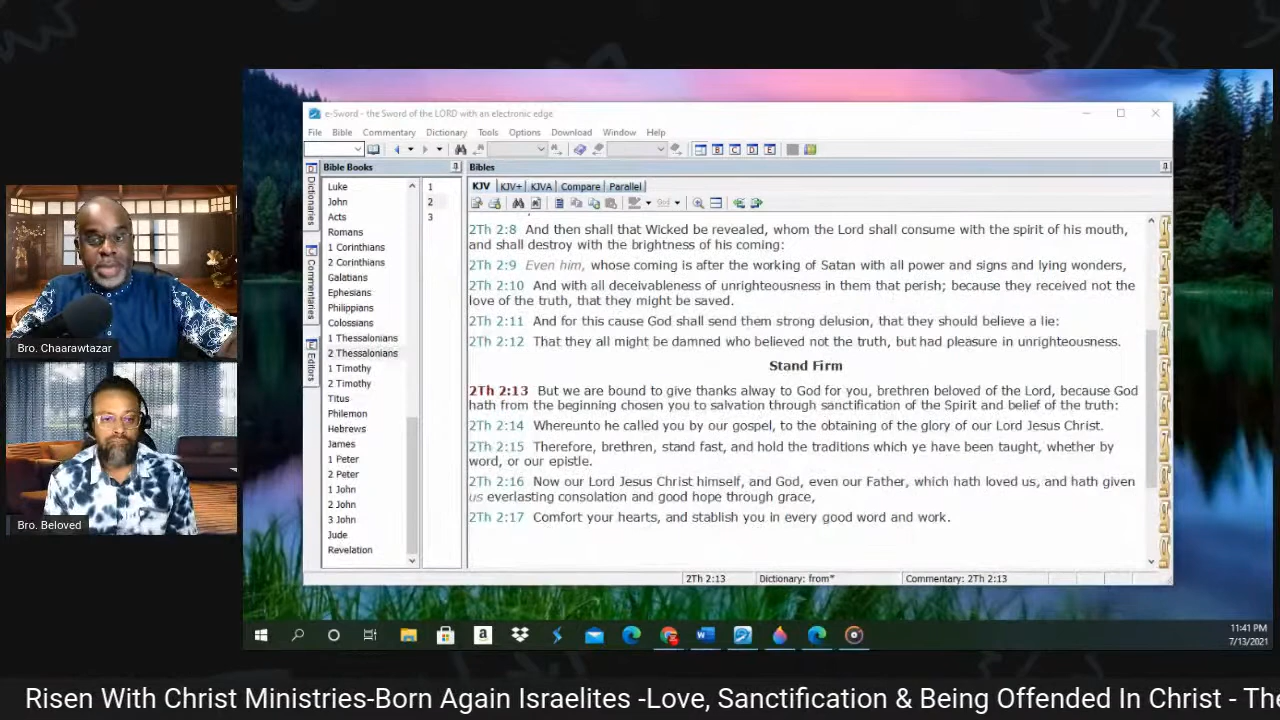 e-Sword - the Sword of the LORD with an electronic edge
File Bible Commentary Dictionary Tools Options Download Window Help
B C D E
Bible Books
Bibles
Dictionaries
Commentaries
Editors
Luke
John
Acts
Romans
1 Corinthians
2 Corinthians
Galatians
Ephesians
Philippians
Colossians
1 Thessalonians
2 Thessalonians
1 Timothy
2 Timothy
Titus
Philemon
Hebrews
James
1 Peter
2 Peter
1 John
2 John
3 John
Jude
Revelation
1
2
3
KJV KJV+ KJVA Compare Parallel
2Th 2:8 And then shall that Wicked be revealed, whom the Lord shall consume with the spirit of his mouth,
and shall destroy with the brightness of his coming:
2Th 2:9 Even him, whose coming is after the working of Satan with all power and signs and lying wonders,
2Th 2:10 And with all deceivableness of unrighteousness in them that perish; because they received not the
love of the truth, that they might be saved.
2Th 2:11 And for this cause God shall send them strong delusion, that they should believe a lie:
2Th 2:12 That they all might be damned who believed not the truth, but had pleasure in unrighteousness.
Stand Firm
2Th 2:13 But we are bound to give thanks alway to God for you, brethren beloved of the Lord, because God
hath from the beginning chosen you to salvation through sanctification of the Spirit and belief of the truth:
2Th 2:14 Whereunto he called you by our gospel, to the obtaining of the glory of our Lord Jesus Christ.
2Th 2:15 Therefore, brethren, stand fast, and hold the traditions which ye have been taught, whether by
word, or our epistle.
2Th 2:16 Now our Lord Jesus Christ himself, and God, even our Father, which hath loved us, and hath given
us everlasting consolation and good hope through grace,
2Th 2:17 Comfort your hearts, and stablish you in every good word and work.
2Th 2:13 Dictionary: from* Commentary: 2Th 2:13
Bro. Chaarawtazar
Bro. Beloved
11:41 PM
7/13/2021
Risen With Christ Ministries-Born Again Israelites -Love, Sanctification & Being Offended In Christ - The